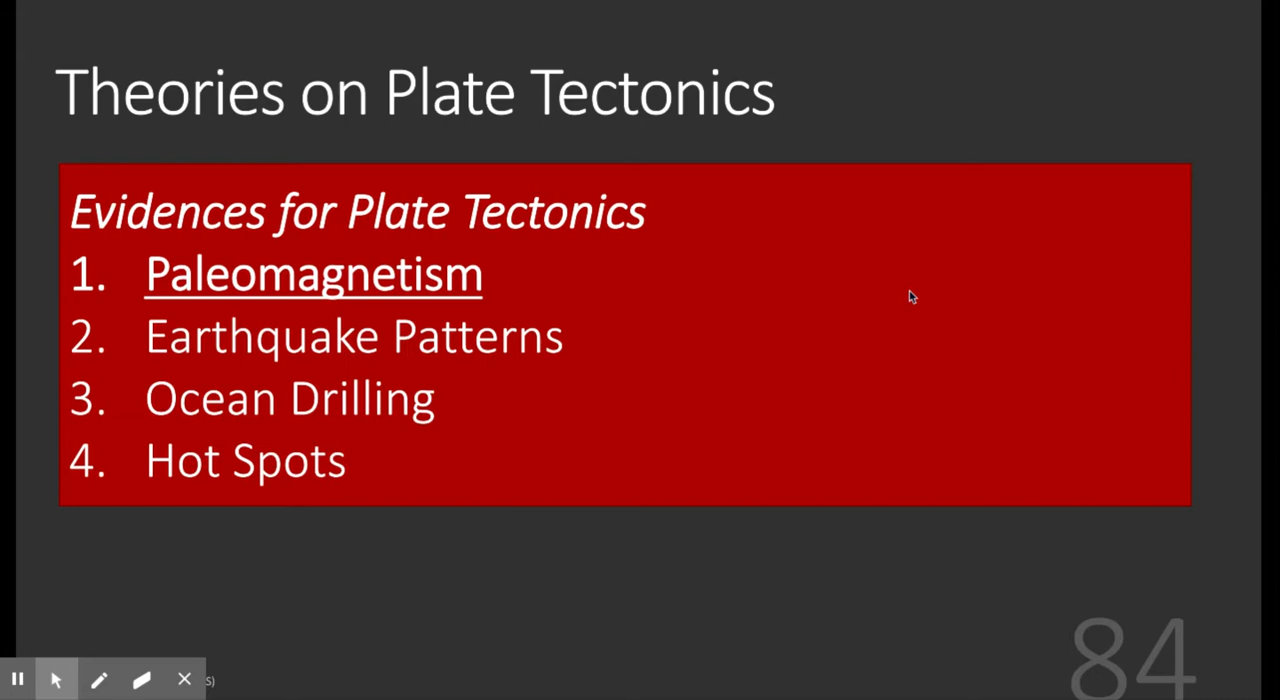 Theories on Plate Tectonics
Evidences for Plate Tectonics
1. Paleomagnetism
2. Earthquake Patterns
3. Ocean Drilling
4. Hot Spots
84
s)